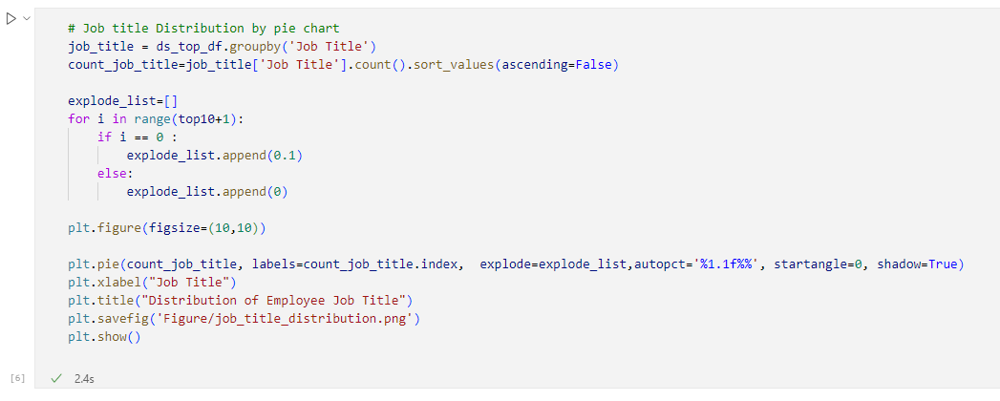 # Job title Distribution by pie chart
job_title = ds_top_df.groupby('Job Title')
count_job_title=job_title['Job Title'].count().sort_values(ascending=False)

explode_list=[]
for i in range(top10+1):
    if i == 0 :
        explode_list.append(0.1)
    else:
        explode_list.append(0)

plt.figure(figsize=(10,10))

plt.pie(count_job_title, labels=count_job_title.index,  explode=explode_list,autopct='%1.1f%%', startangle=0, shadow=True)
plt.xlabel("Job Title")
plt.title("Distribution of Employee Job Title")
plt.savefig('Figure/job_title_distribution.png')
plt.show()

[6] 2.4s